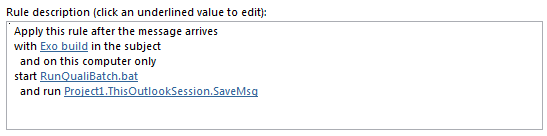 Rule description (click an underlined value to edit):
Apply this rule after the message arrives
with Exo build in the subject
and on this computer only
start RunQualiBatch.bat
and run Project1.ThisOutlookSession.SaveMsg